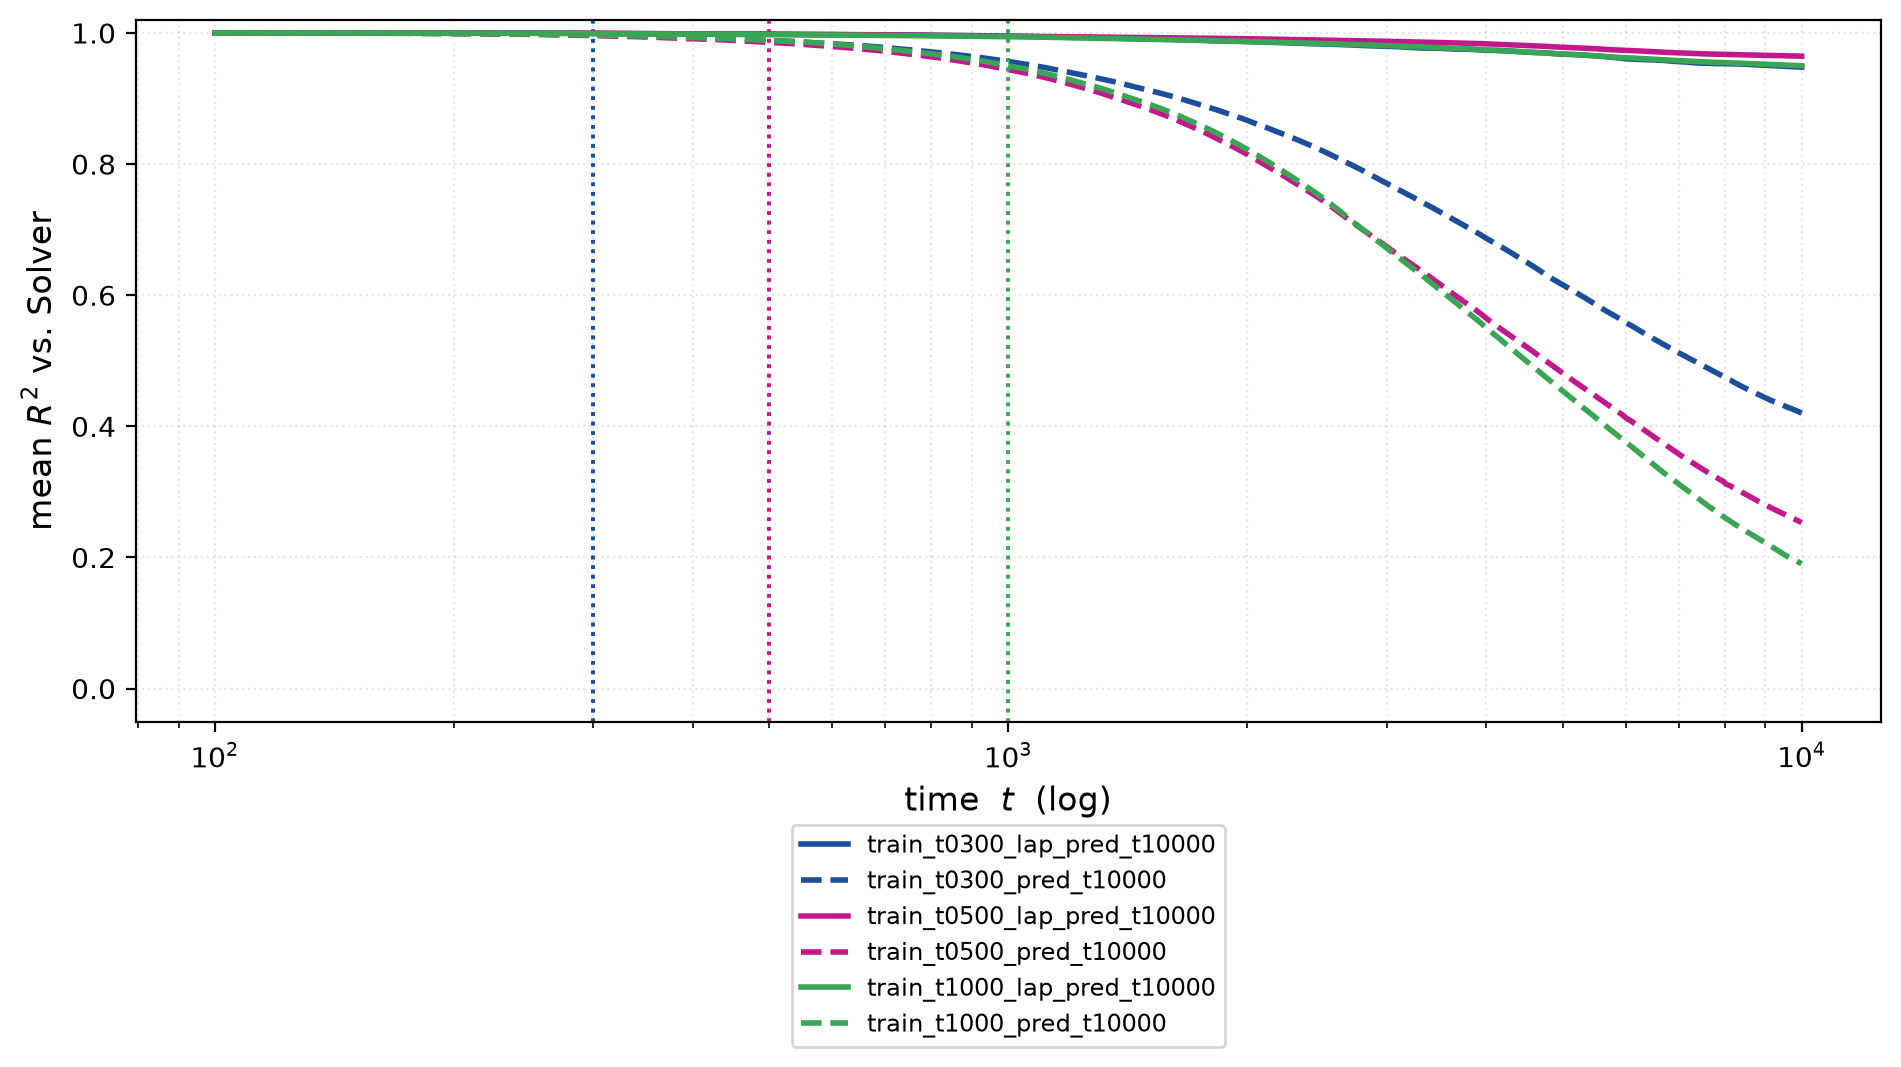 1.0
0.8
0.6
0.4
0.2
0.0
mean R² vs. Solver
10² 10³ 10⁴
time t (log)
train_t0300_lap_pred_t10000
train_t0300_pred_t10000
train_t0500_lap_pred_t10000
train_t0500_pred_t10000
train_t1000_lap_pred_t10000
train_t1000_pred_t10000